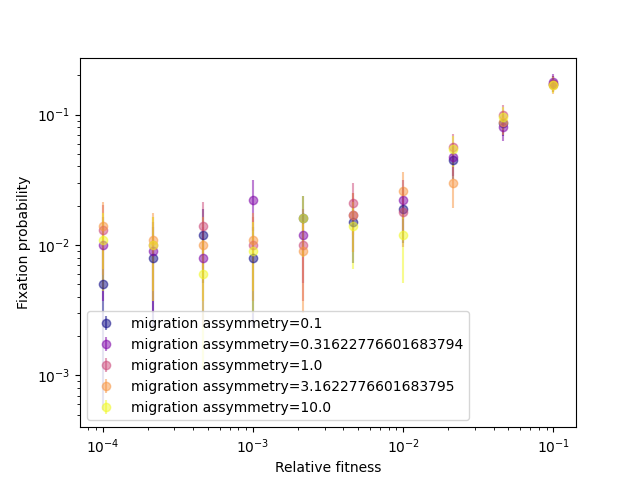 10⁻¹
10⁻²
10⁻³
Fixation probability
migration assymmetry=0.1
migration assymmetry=0.31622776601683794
migration assymmetry=1.0
migration assymmetry=3.1622776601683795
migration assymmetry=10.0
10⁻⁴ 10⁻³ 10⁻² 10⁻¹
Relative fitness